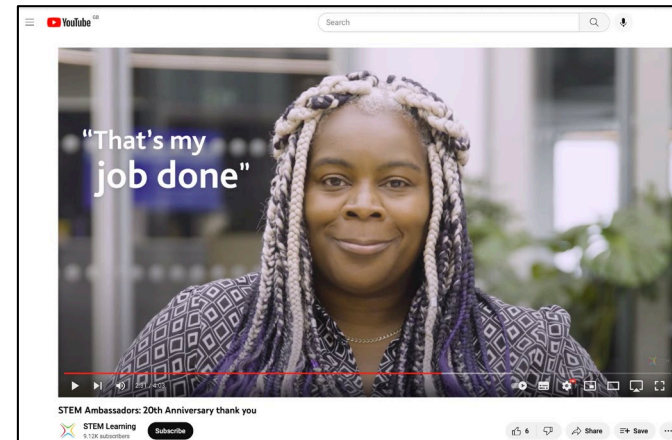 YouTube GB
Search
“That’s my
job done”
2:31 / 4:03
STEM Ambassadors: 20th Anniversary thank you
STEM Learning
9.12K subscribers
Subscribe
6
Share
Save